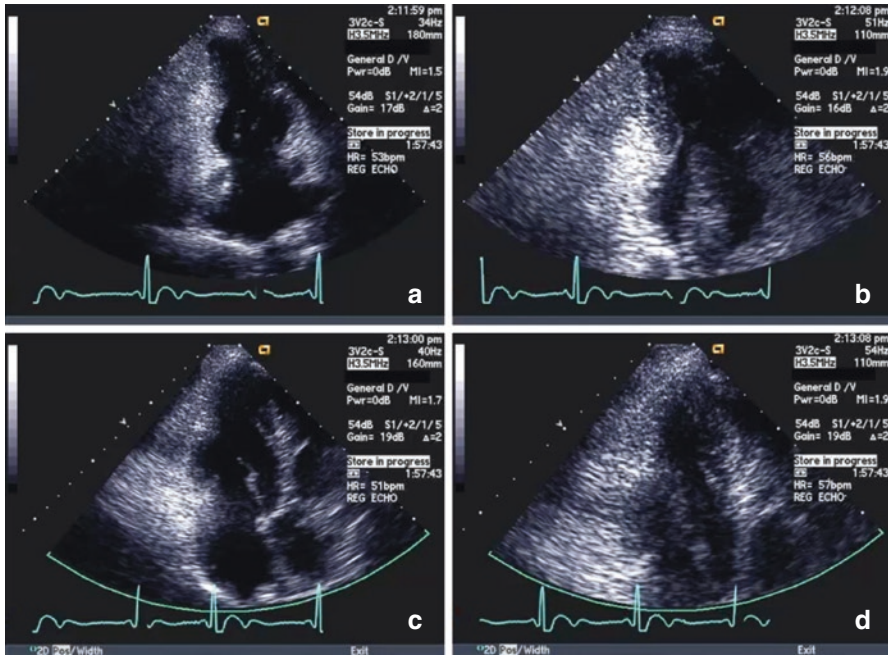 2:11:59 pm
3V2c-S 34Hz
H3.5MHz 180mm
General D /V
Pwr=0dB MI=1.5
54dB S1/+2/1/5
Gain= 17dB Δ=2
Store in progress
1:57:43
HR= 53bpm
REG ECHO
a
2:12:08 pm
3V2c-S 51Hz
H3.5MHz 110mm
General D /V
Pwr=0dB MI=1.9
54dB S1/+2/1/5
Gain= 16dB Δ=2
Store in progress
1:57:43
HR= 56bpm
REG ECHO
b
2:13:00 pm
3V2c-S 40Hz
H3.5MHz 160mm
General D /V
Pwr=0dB MI=1.7
54dB S1/+2/1/5
Gain= 19dB Δ=2
Store in progress
1:57:43
HR= 51bpm
REG ECHO
c
2D Pos/Width Exit
2:13:08 pm
3V2c-S 54Hz
H3.5MHz 110mm
General D /V
Pwr=0dB MI=1.9
54dB S1/+2/1/5
Gain= 19dB Δ=2
Store in progress
1:57:43
HR= 57bpm
REG ECHO
d
2D Pos/Width Exit